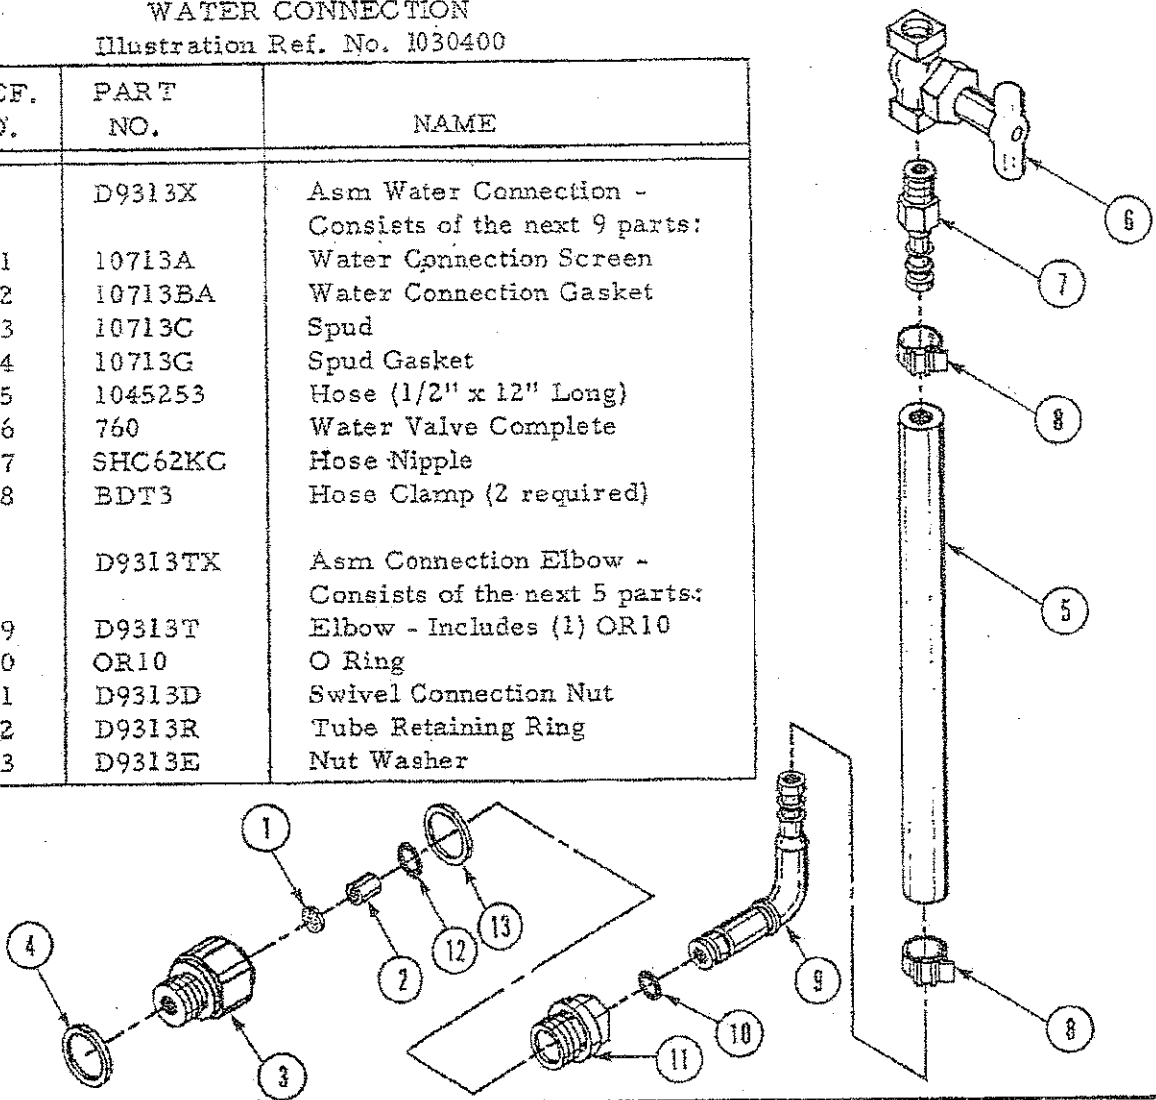 WATER CONNECTION
Illustration Ref. No. 1030400
PART
NO.
NAME
D9313X Asm Water Connection -
Consists of the next 9 parts:
1 10713A Water Connection Screen
2 10713BA Water Connection Gasket
3 10713C Spud
4 10713G Spud Gasket
5 1045253 Hose (1/2" x 12" Long)
6 760 Water Valve Complete
7 SHC62KC Hose Nipple
8 BDT3 Hose Clamp (2 required)
D9313TX Asm Connection Elbow -
Consists of the next 5 parts:
9 D9313T Elbow - Includes (1) OR10
0 OR10 O Ring
1 D9313D Swivel Connection Nut
2 D9313R Tube Retaining Ring
3 D9313E Nut Washer
6
7
8
5
1
4
13
12
2
9
10
8
11
3